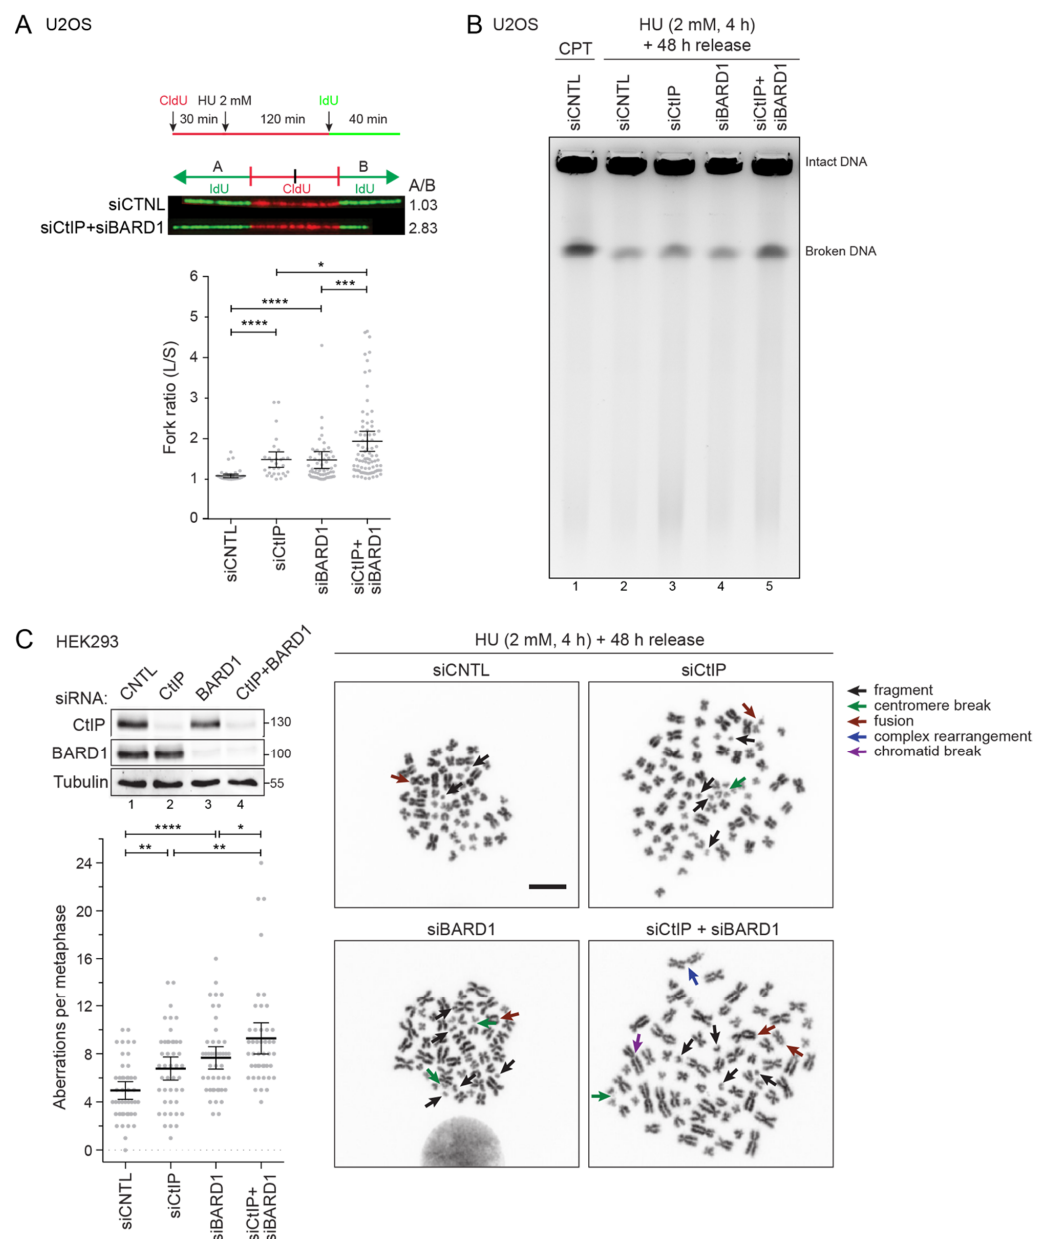 A U2OS
CldU HU 2 mM IdU
30 min 120 min 40 min
A B
IdU CldU IdU A/B
siCTNL 1.03
siCtIP+siBARD1 2.83
* 
***
****
****
6
5
4
3
2
1
0
Fork ratio (L/S)
siCNTL
siCtIP
siBARD1
siCtIP+
siBARD1
B U2OS
HU (2 mM, 4 h)
+ 48 h release
CPT
siCNTL
siCNTL
siCtIP
siBARD1
siCtIP+
siBARD1
Intact DNA
Broken DNA
1 2 3 4 5
C HEK293
siRNA: CNTL CtIP BARD1 CtIP+BARD1
CtIP 130
BARD1 100
Tubulin 55
1 2 3 4
**** *
** **
24
20
16
12
8
4
0
Aberrations per metaphase
siCNTL
siCtIP
siBARD1
siCtIP+
siBARD1
HU (2 mM, 4 h) + 48 h release
siCNTL siCtIP
siBARD1 siCtIP + siBARD1
fragment
centromere break
fusion
complex rearrangement
chromatid break